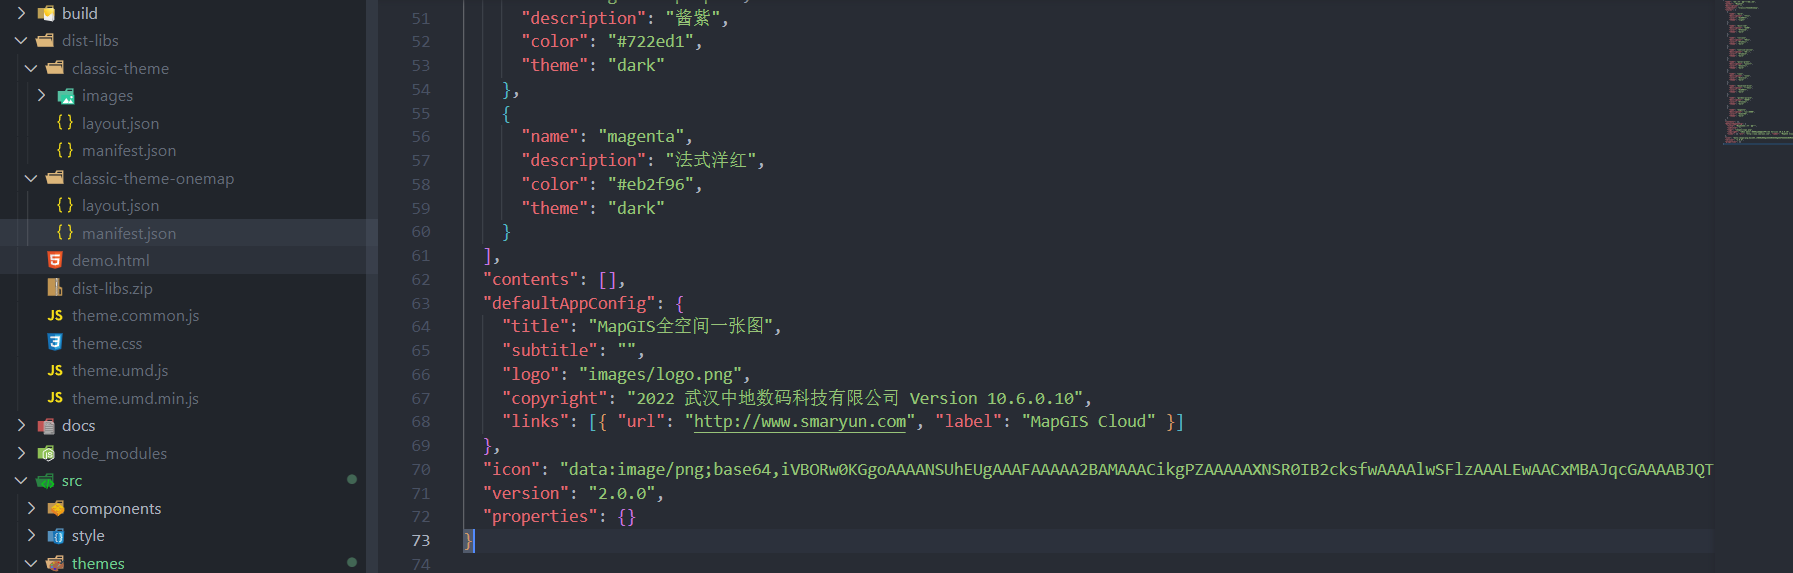 build
dist-libs
classic-theme
images
layout.json
manifest.json
classic-theme-onemap
layout.json
manifest.json
demo.html
dist-libs.zip
theme.common.js
theme.css
theme.umd.js
theme.umd.min.js
docs
node_modules
src
components
style
themes
51 "description": "酱紫",
52 "color": "#722ed1",
53 "theme": "dark"
54 },
55 {
56 "name": "magenta",
57 "description": "法式洋红",
58 "color": "#eb2f96",
59 "theme": "dark"
60 }
61 ],
62 "contents": [],
63 "defaultAppConfig": {
64 "title": "MapGIS全空间一张图",
65 "subtitle": "",
66 "logo": "images/logo.png",
67 "copyright": "2022 武汉中地数码科技有限公司 Version 10.6.0.10",
68 "links": [{ "url": "http://www.smaryun.com", "label": "MapGIS Cloud" }]
69 },
70 "icon": "data:image/png;base64,iVBORw0KGgoAAAANSUhEUgAAAFAAAAA2BAMAAACikgPZAAAAAXNSR0IB2cksfwAAAAlwSFlzAAALEwAACxMBAJqcGAAAABJQT
71 "version": "2.0.0",
72 "properties": {}
73 }
74